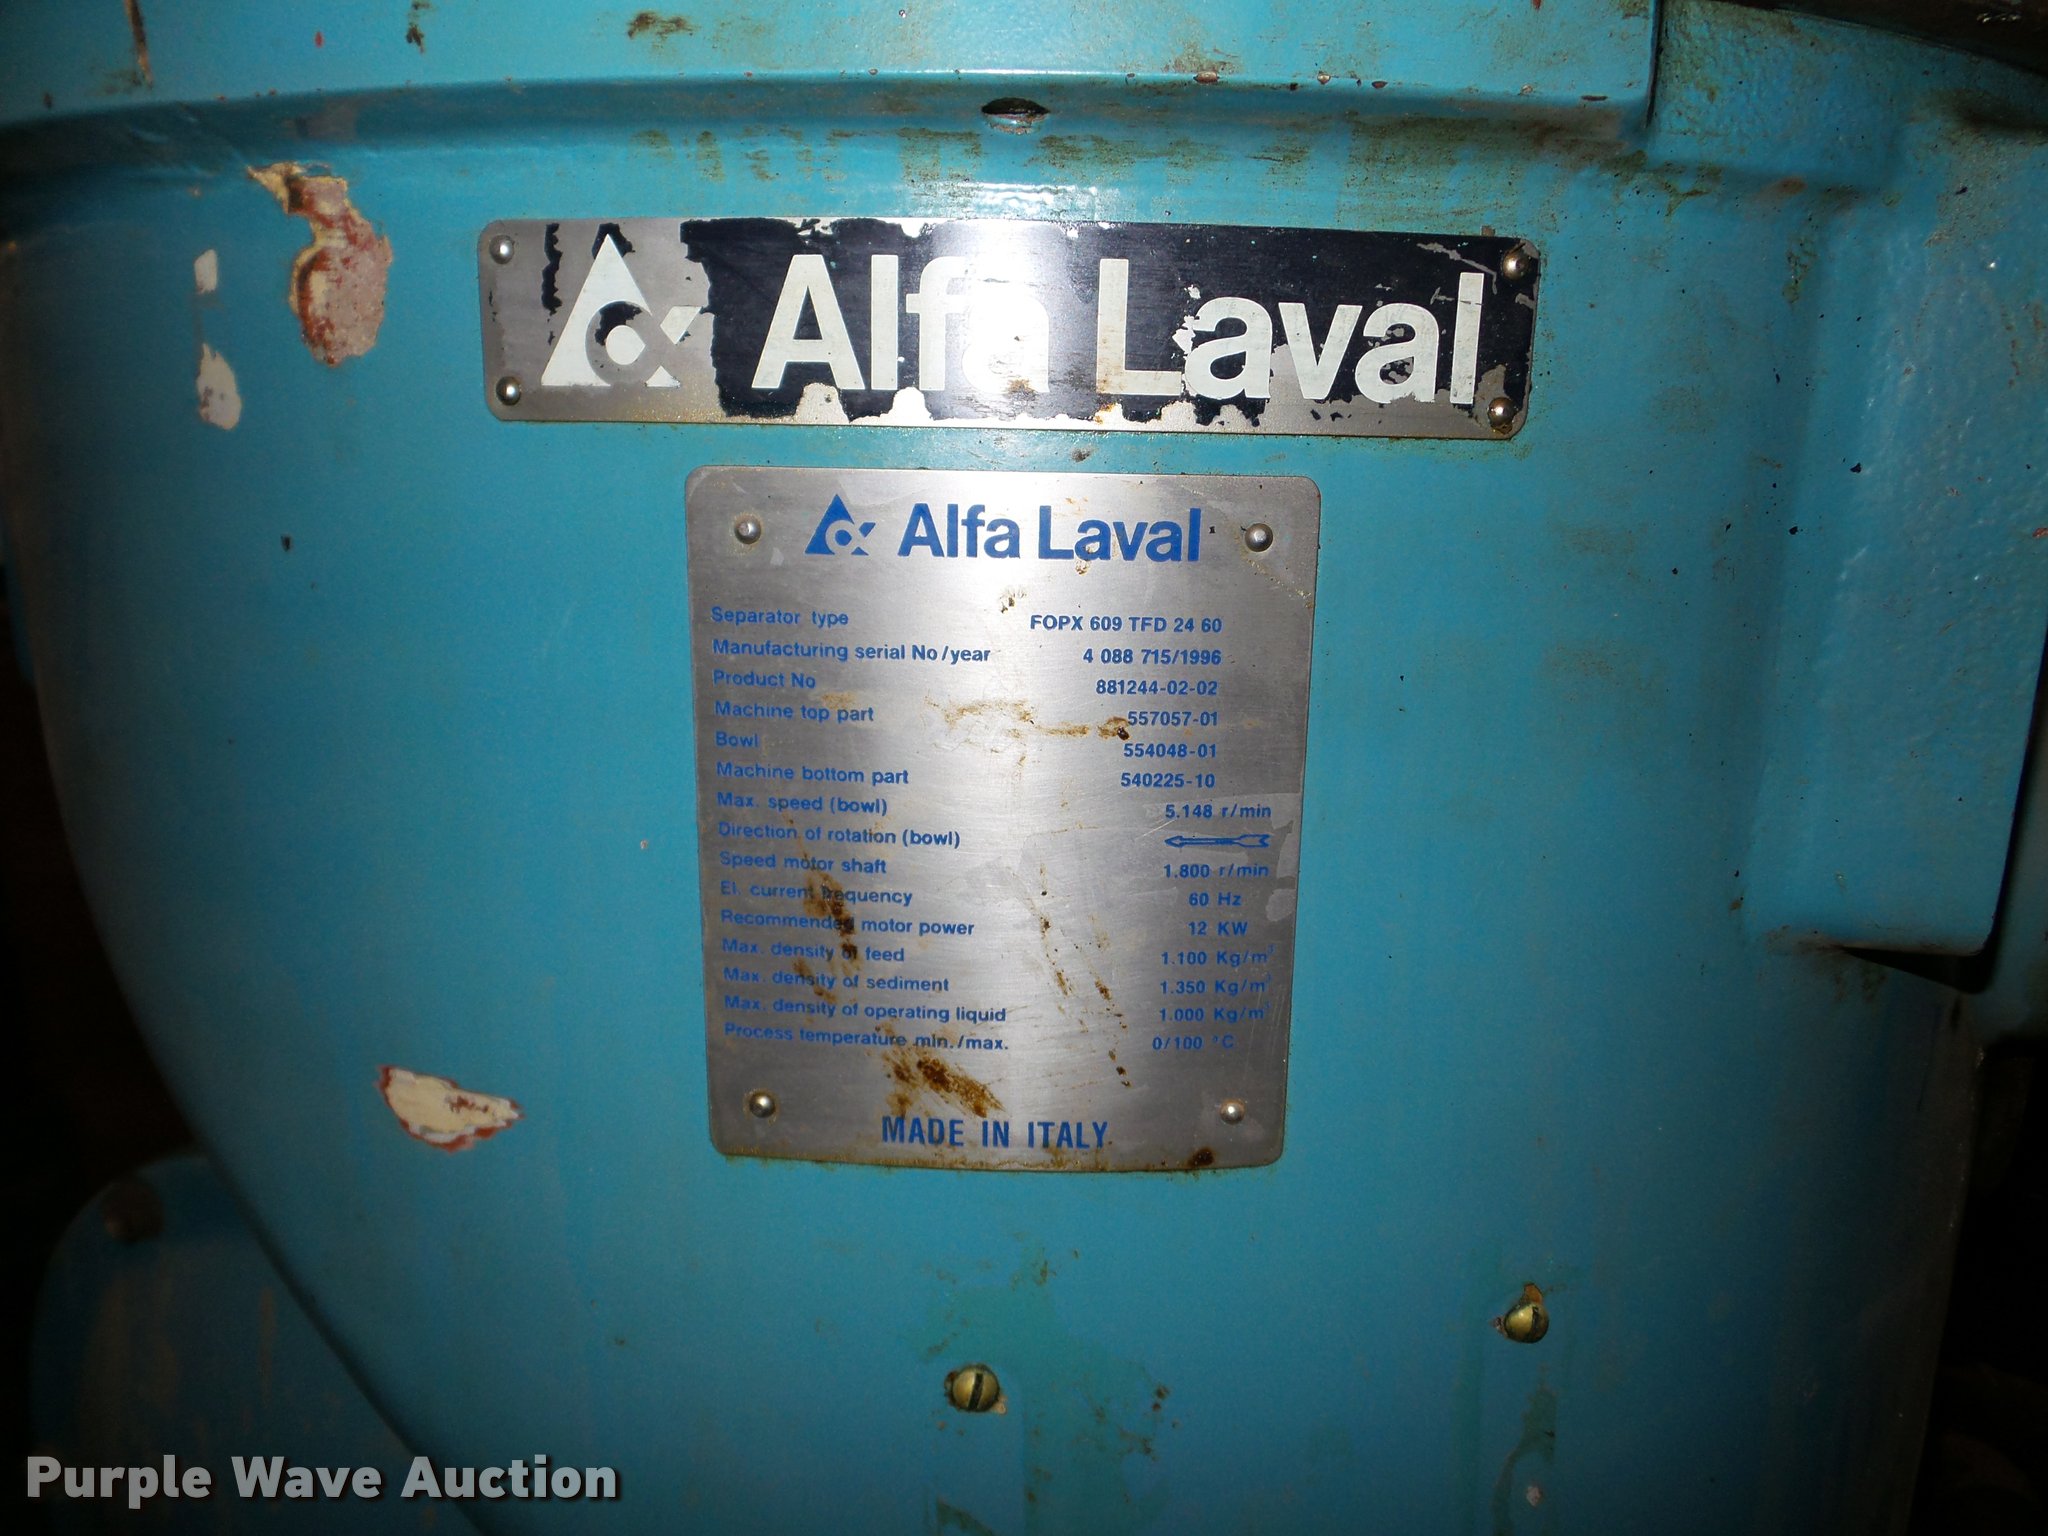 Alfa Laval
Alfa Laval
Separator type FOPX 609 TFD 24 60
Manufacturing serial No/year 4 088 715/1996
Product No 881244-02-02
Machine top part 557057-01
Bowl 554048-01
Machine bottom part 540225-10
Max. speed (bowl) 5.148 r/min
Direction of rotation (bowl)
Speed motor shaft 1.800 r/min
El. current frequency 60 Hz
Recommended motor power 12 KW
Max. density of feed 1.100 Kg/m³
Max. density of sediment 1.350 Kg/m³
Max. density of operating liquid 1.000 Kg/m³
Process temperature min./max. 0/100 °C
MADE IN ITALY
Purple Wave Auction